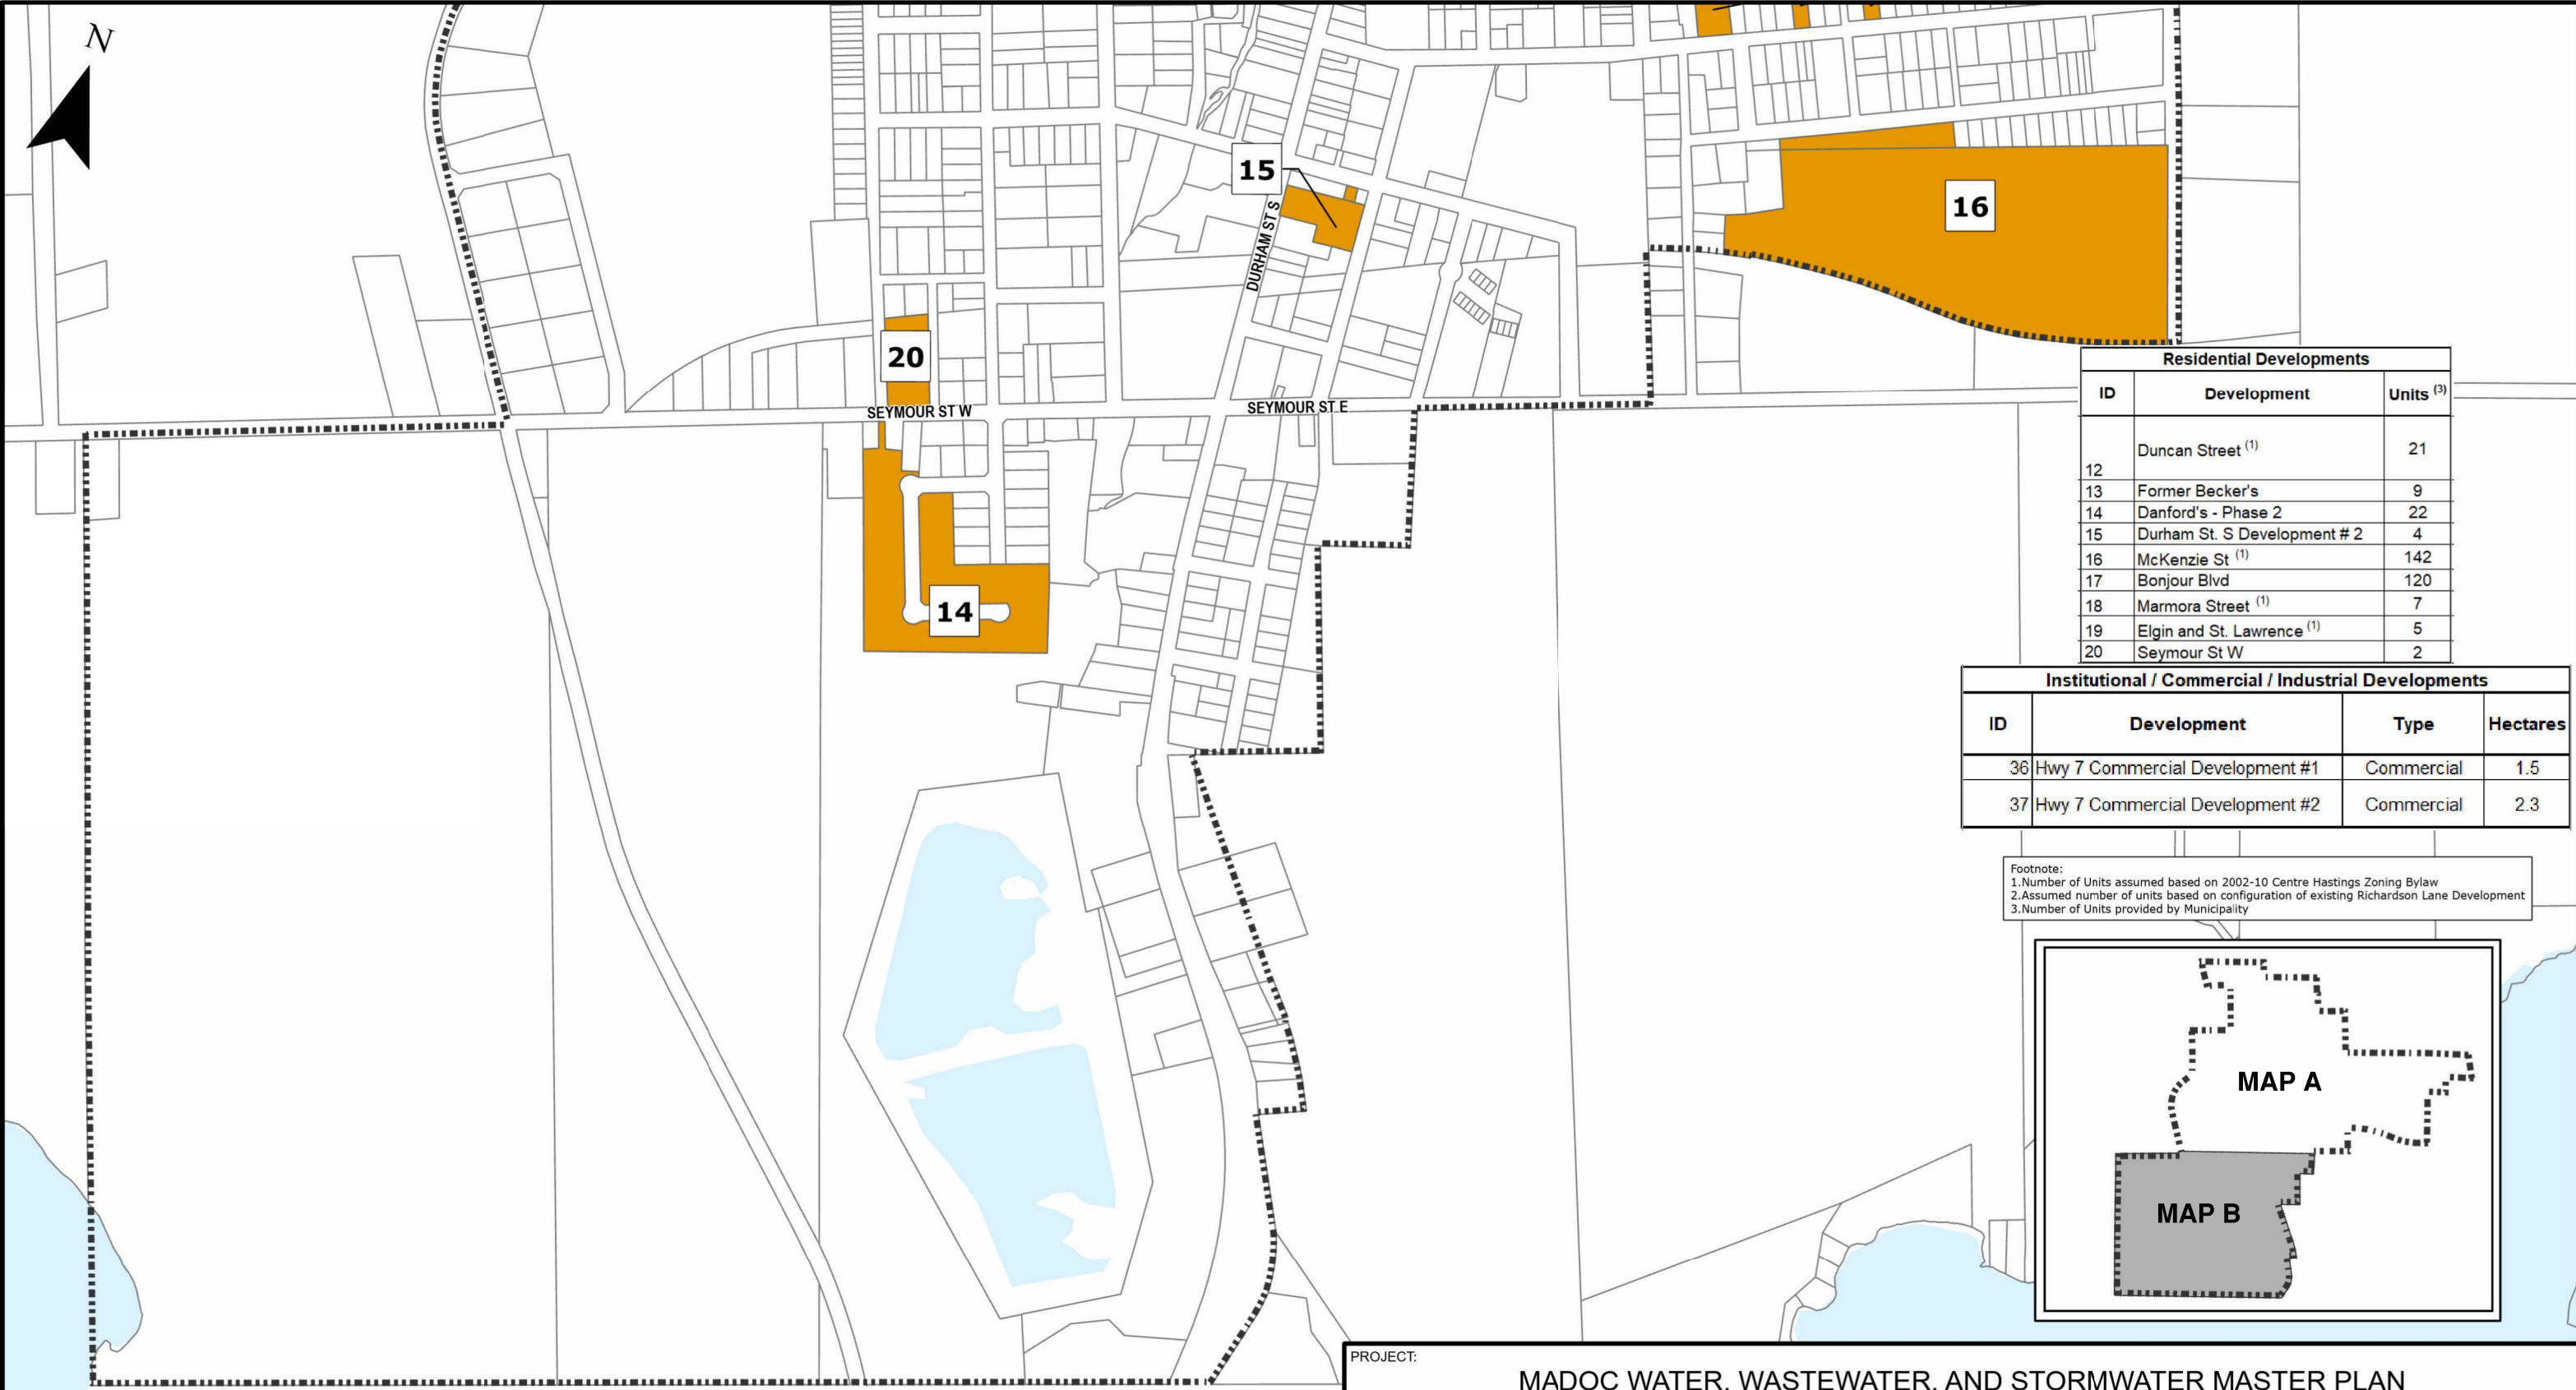 N
15
DURHAM ST S
16
20
SEYMOUR ST W
SEYMOUR ST E
14
Residential Developments
ID Development Units (3)
12 Duncan Street (1) 21
13 Former Becker's 9
14 Danford's - Phase 2 22
15 Durham St. S Development # 2 4
16 McKenzie St (1) 142
17 Bonjour Blvd 120
18 Marmora Street (1) 7
19 Elgin and St. Lawrence (1) 5
20 Seymour St W 2
Institutional / Commercial / Industrial Developments
ID Development Type Hectares
36 Hwy 7 Commercial Development #1 Commercial 1.5
37 Hwy 7 Commercial Development #2 Commercial 2.3
Footnote:
1.Number of Units assumed based on 2002-10 Centre Hastings Zoning Bylaw
2.Assumed number of units based on configuration of existing Richardson Lane Development
3.Number of Units provided by Municipality
MAP A
MAP B
PROJECT:
MADOC WATER, WASTEWATER, AND STORMWATER MASTER PLAN